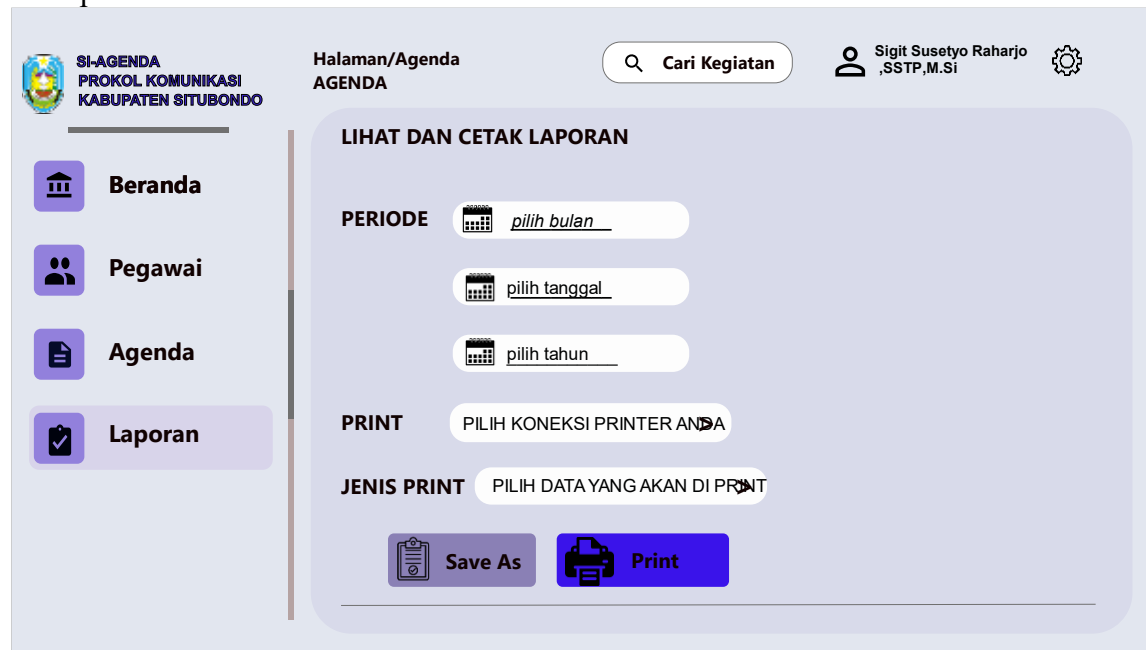 SI-AGENDA
PROKOL KOMUNIKASI
KABUPATEN SITUBONDO
Halaman/Agenda
AGENDA
Cari Kegiatan
Sigit Susetyo Raharjo
,SSTP,M.Si
Beranda
Pegawai
Agenda
Laporan
LIHAT DAN CETAK LAPORAN
PERIODE
pilih bulan
pilih tanggal
pilih tahun
PRINT
PILIH KONEKSI PRINTER ANDA
JENIS PRINT
PILIH DATA YANG AKAN DI PRINT
Save As
Print